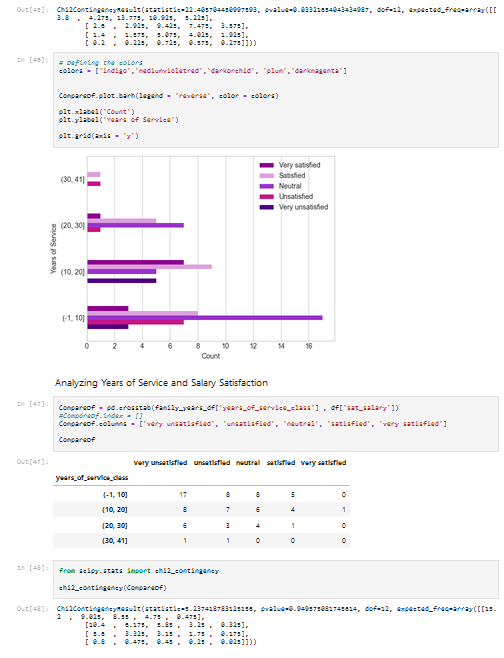 Out[45]: Chi2ContingencyResult(statistic=22.405704450997593, pvalue=0.03321654043434987, dof=12, expected_freq=array([[
3.8 , 4.275, 13.775, 10.925, 5.225],
[ 2.6 , 2.925, 9.425, 7.475, 3.575],
[ 1.4 , 1.575, 5.075, 4.025, 1.925],
[ 0.2 , 0.225, 0.725, 0.575, 0.275]]))
In [46]: # Defining the colors
colors = ['indigo','mediumvioletred','darkorchid', 'plum','darkmagenta']
CompareDf.plot.barh(legend = 'reverse', color = colors)
plt.xlabel('Count')
plt.ylabel('Years of Service')
plt.grid(axis = 'y')
Very satisfied
Satisfied
Neutral
Unsatisfied
Very unsatisfied
(30, 41]
(20, 30]
(10, 20]
(-1, 10]
Years of Service
0 2 4 6 8 10 12 14 16
Count
Analyzing Years of Service and Salary Satisfaction
In [47]: CompareDf = pd.crosstab(family_years_df['years_of_service_class'] , df['sat_salary'])
#CompareDf.index = []
CompareDf.columns = ['very unsatisfied', 'unsatisfied', 'neutral', 'satisfied', 'very satisfied']
CompareDf
Out[47]: very unsatisfied unsatisfied neutral satisfied very satisfied
years_of_service_class
(-1, 10] 17 8 8 5 0
(10, 20] 8 7 6 4 1
(20, 30] 6 3 4 1 0
(30, 41] 1 1 0 0 0
In [48]: from scipy.stats import chi2_contingency
chi2_contingency(CompareDf)
Out[48]: Chi2ContingencyResult(statistic=5.237418783125156, pvalue=0.949575081745614, dof=12, expected_freq=array([[15.
2 , 9.025, 8.55 , 4.75 , 0.475],
[10.4 , 6.175, 5.85 , 3.25 , 0.325],
[ 5.6 , 3.325, 3.15 , 1.75 , 0.175],
[ 0.8 , 0.475, 0.45 , 0.25 , 0.025]]))